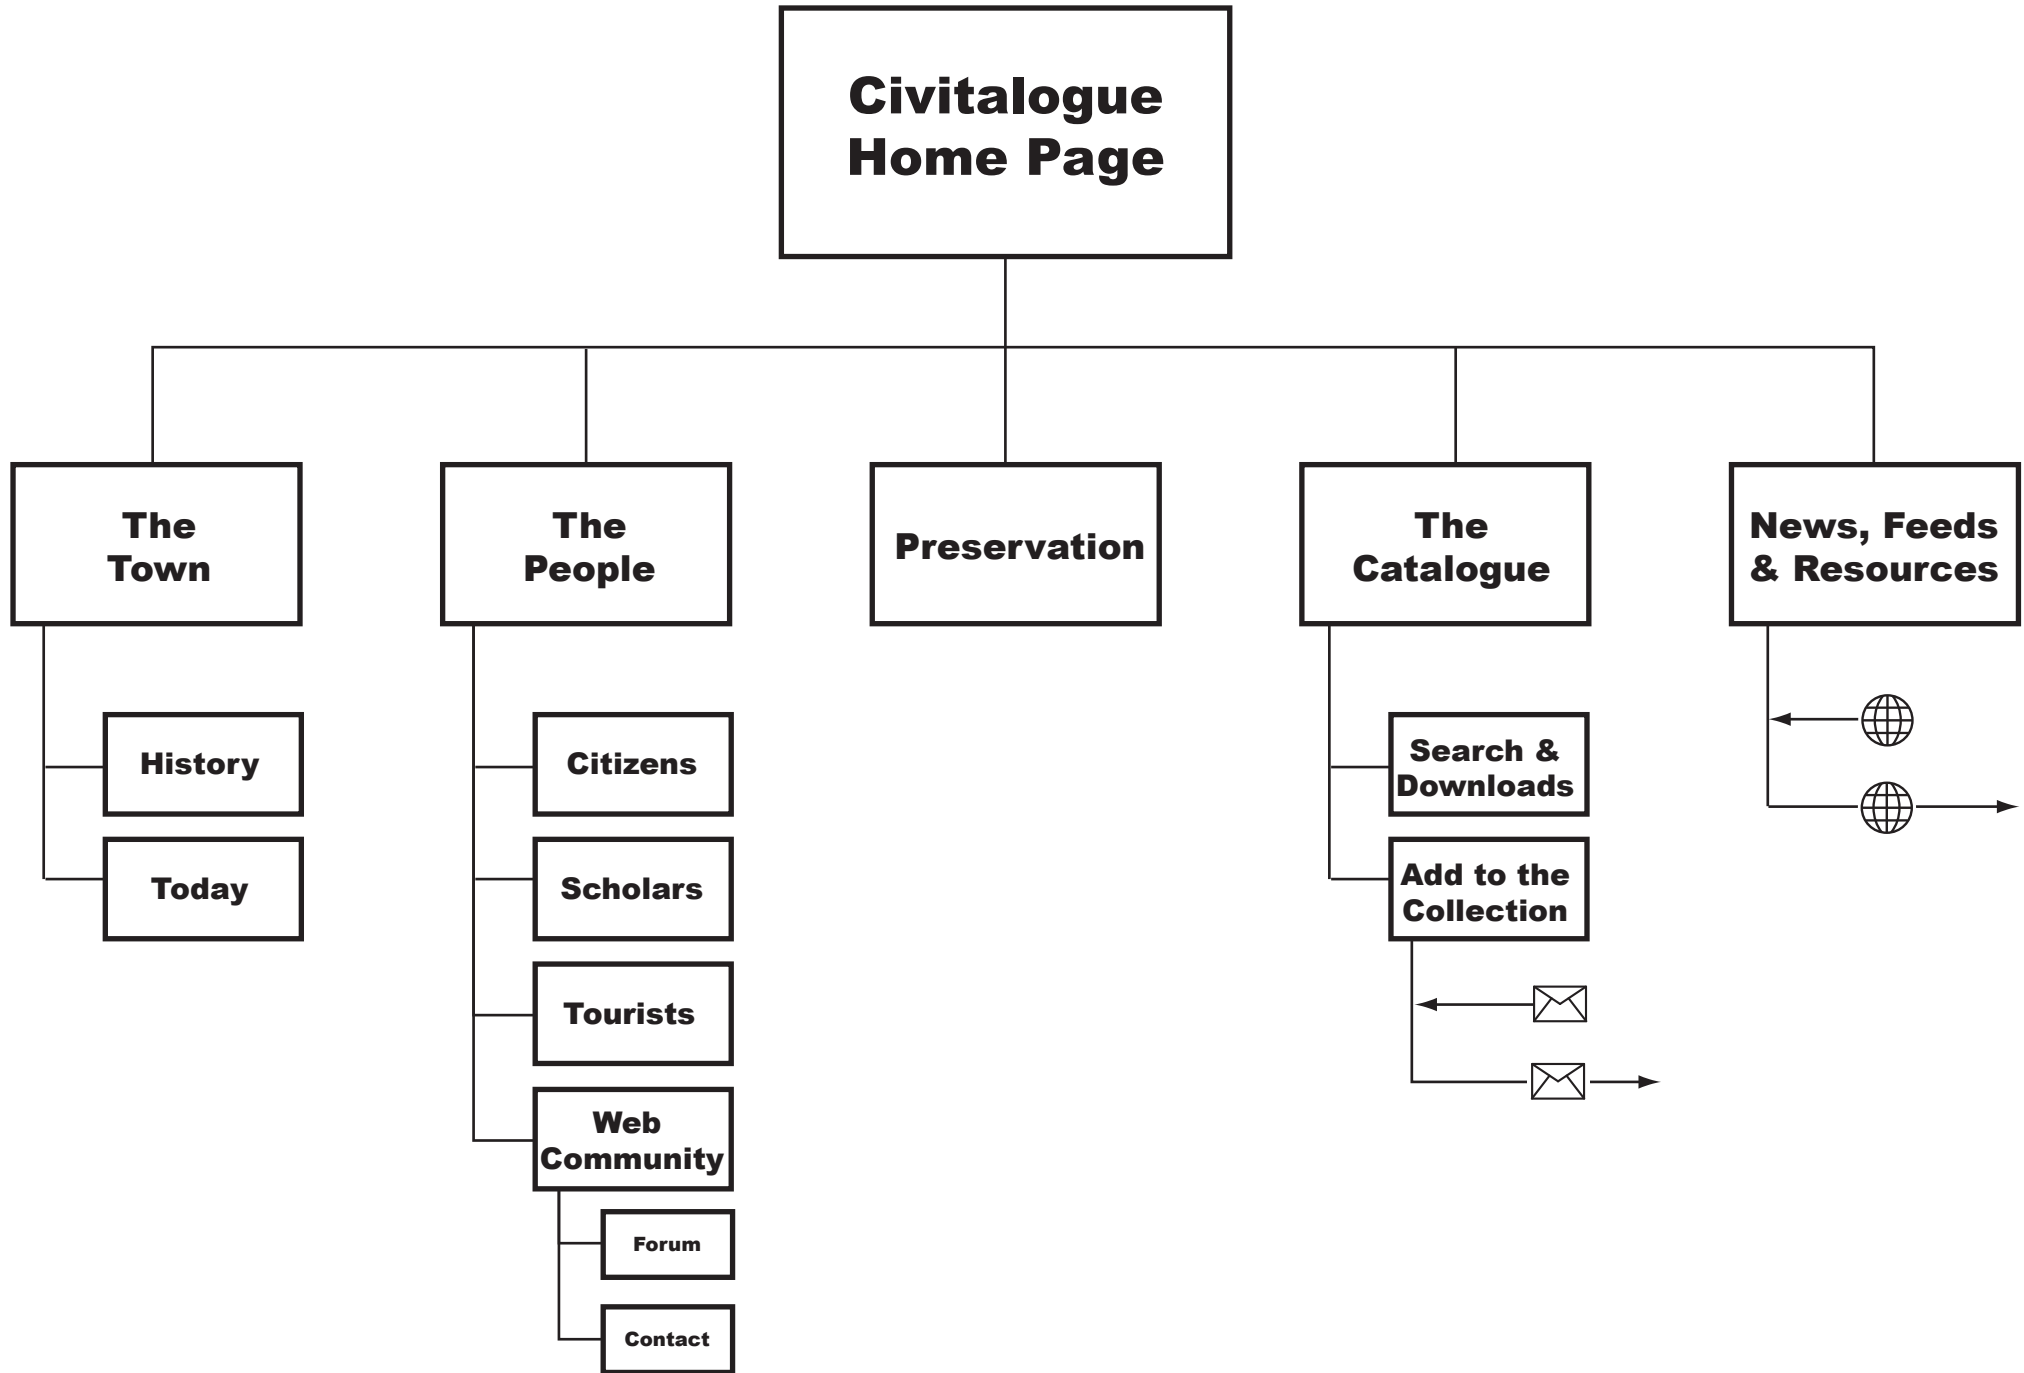 Civitalogue
Home Page
The
Town
The
People
Preservation
The
Catalogue
News, Feeds
& Resources
History
Today
Citizens
Scholars
Tourists
Web
Community
Forum
Contact
Search &
Downloads
Add to the
Collection